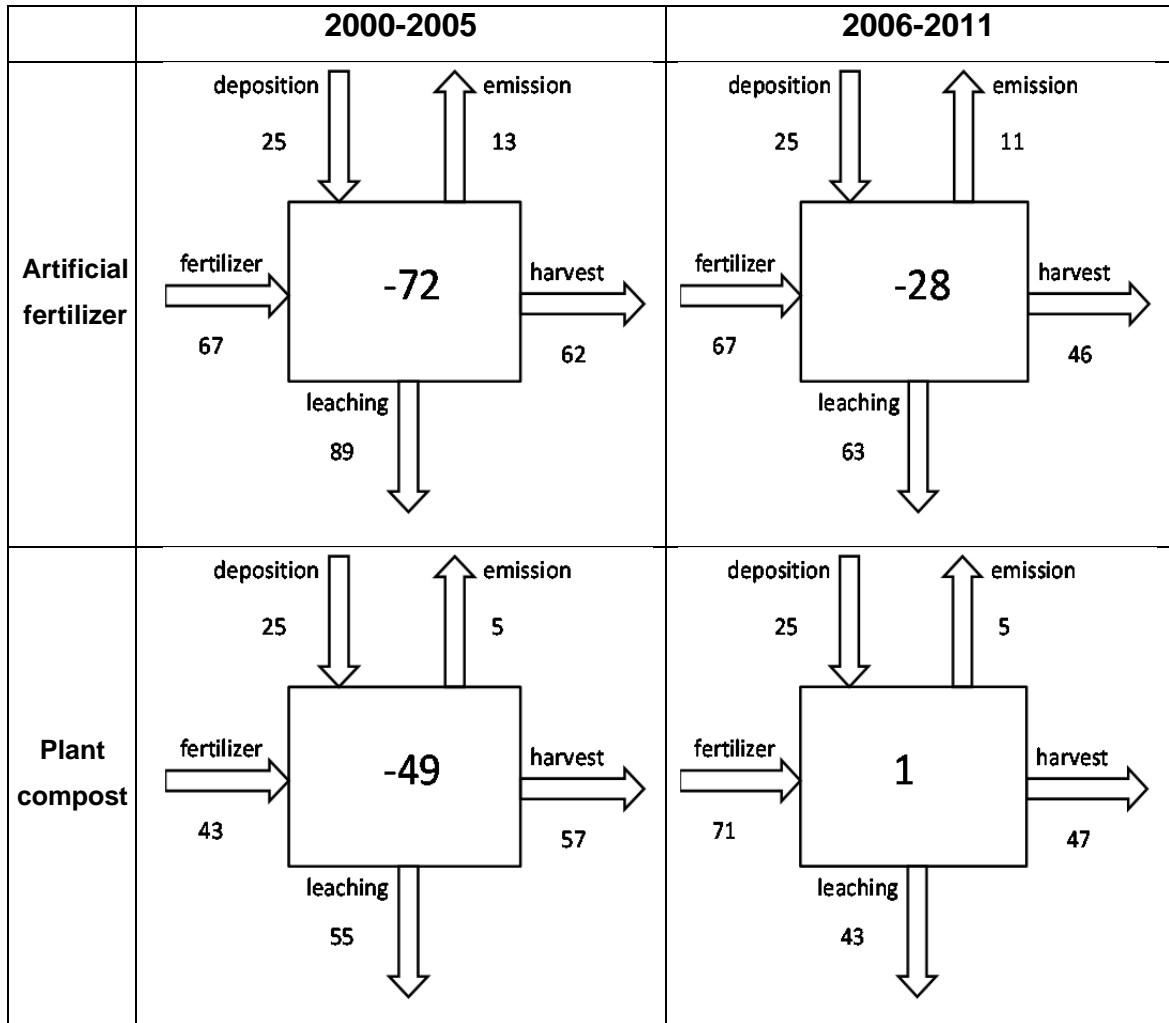 2000-2005
2006-2011
Artificial
fertilizer
deposition
25
emission
13
fertilizer
67
-72
harvest
62
leaching
89
deposition
25
emission
11
fertilizer
67
-28
harvest
46
leaching
63
Plant
compost
deposition
25
emission
5
fertilizer
43
-49
harvest
57
leaching
55
deposition
25
emission
5
fertilizer
71
1
harvest
47
leaching
43